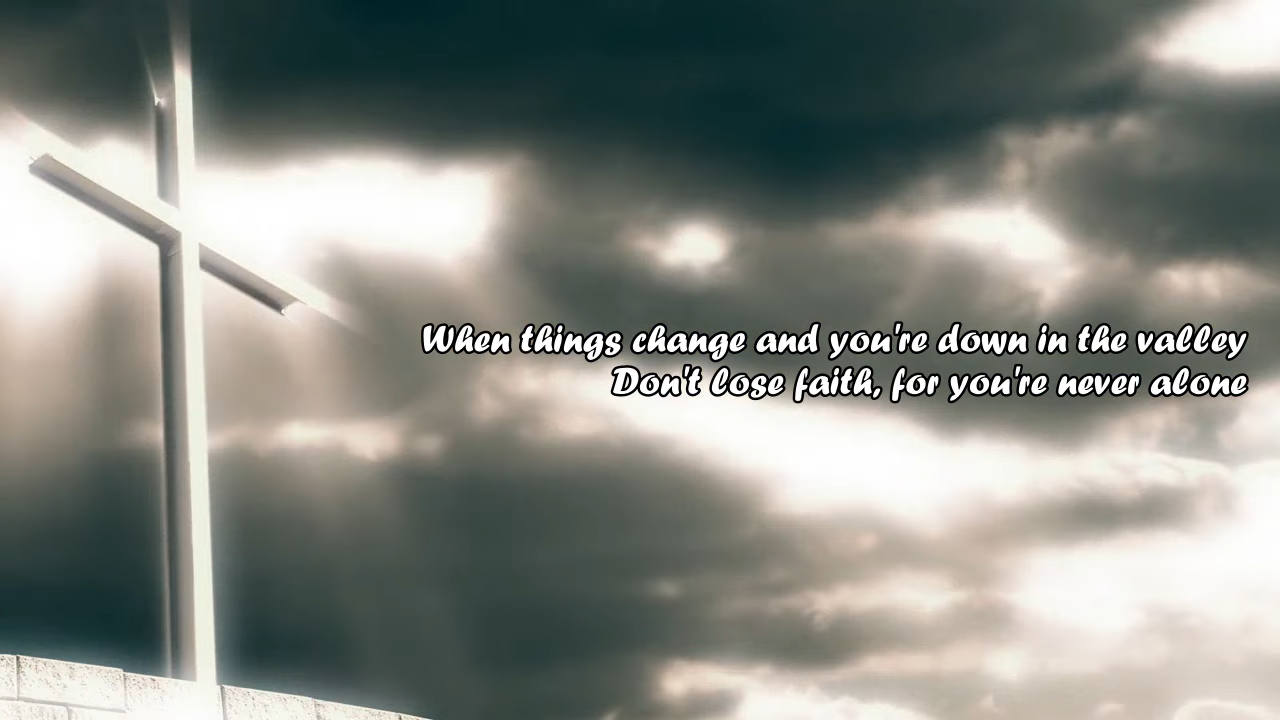 When things change and you're down in the valley
Don't lose faith, for you're never alone